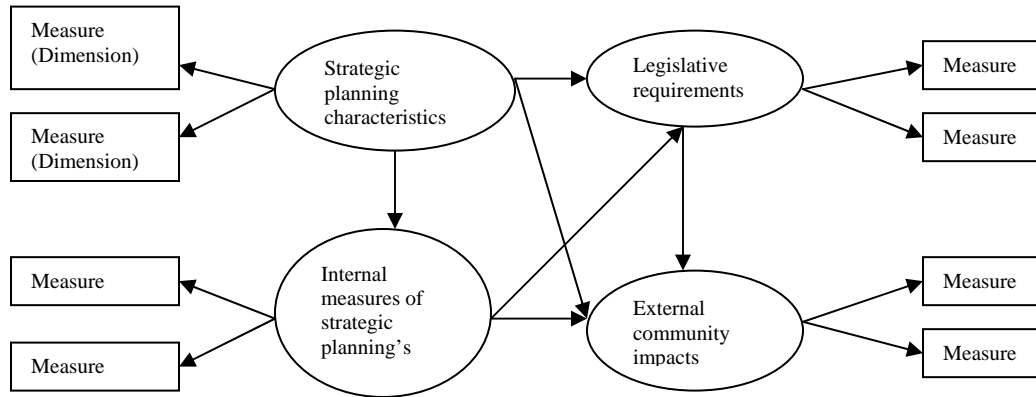 Measure
(Dimension)
Measure
(Dimension)
Strategic
planning
characteristics
Legislative
requirements
Measure
Measure
Measure
Measure
Internal
measures of
strategic
planning’s
External
community
impacts
Measure
Measure